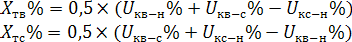 Xтв% = 0,5 × (Uкв−н% + Uкв−с% − Uкс−н%)
Xтс% = 0,5 × (Uкв−с% + Uкс−н% − Uкв−н%)